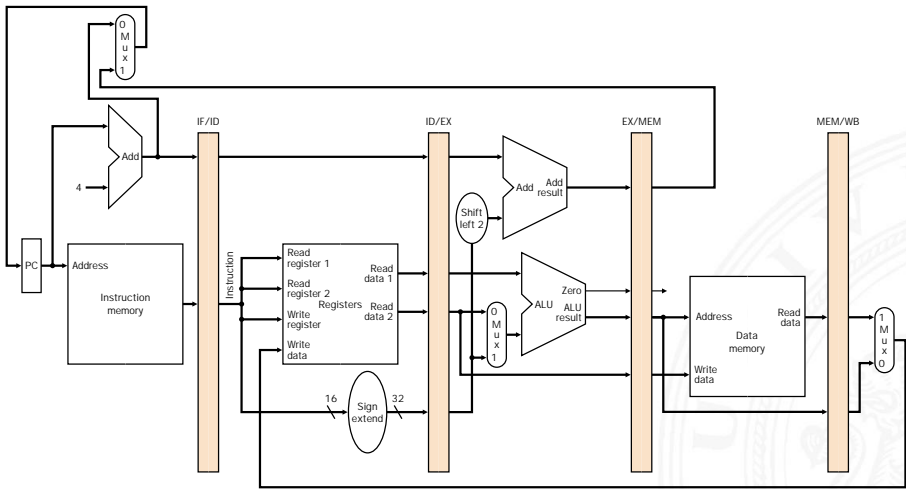 0
M
u
x
1
IF/ID
ID/EX
EX/MEM
MEM/WB
Add
4
Add
Add
result
Shift
left 2
PC
Address
Instruction
memory
Instruction
Read
register 1
Read
register 2
Registers
Write
register
Write
data
Read
data 1
Read
data 2
0
M
u
x
1
Zero
ALU
ALU
result
Address
Read
data
Data
memory
Write
data
1
M
u
x
0
16
Sign
extend
32